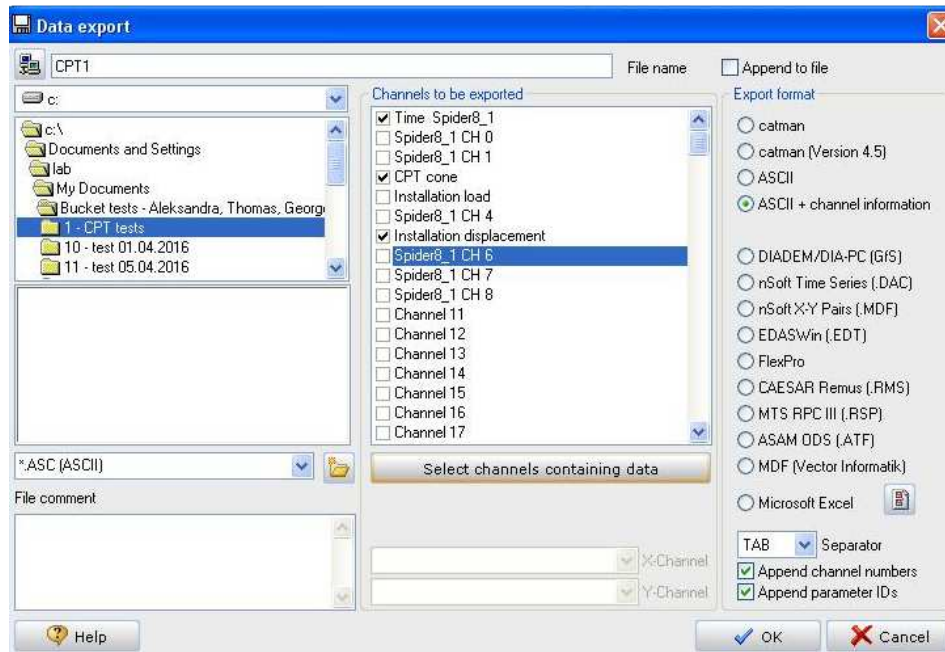 Data export
CPT1
File name
Append to file
c:
c:\
Documents and Settings
lab
My Documents
Bucket tests - Aleksandra, Thomas, Georg
1 - CPT tests
10 - test 01.04.2016
11 - test 05.04.2016
*.ASC (ASCII)
File comment
Help
Channels to be exported
Time Spider8_1
Spider8_1 CH 0
Spider8_1 CH 1
CPT cone
Installation load
Spider8_1 CH 4
Installation displacement
Spider8_1 CH 6
Spider8_1 CH 7
Spider8_1 CH 8
Channel 11
Channel 12
Channel 13
Channel 14
Channel 15
Channel 16
Channel 17
Select channels containing data
X-Channel
Y-Channel
Export format
catman
catman (Version 4.5)
ASCII
ASCII + channel information
DIADEM/DIA-PC (GfS)
nSoft Time Series (.DAC)
nSoft X-Y Pairs (.MDF)
EDASWin (.EDT)
FlexPro
CAESAR Remus (.RMS)
MTS RPC III (.RSP)
ASAM ODS (.ATF)
MDF (Vector Informatik)
Microsoft Excel
TAB Separator
Append channel numbers
Append parameter IDs
OK
Cancel